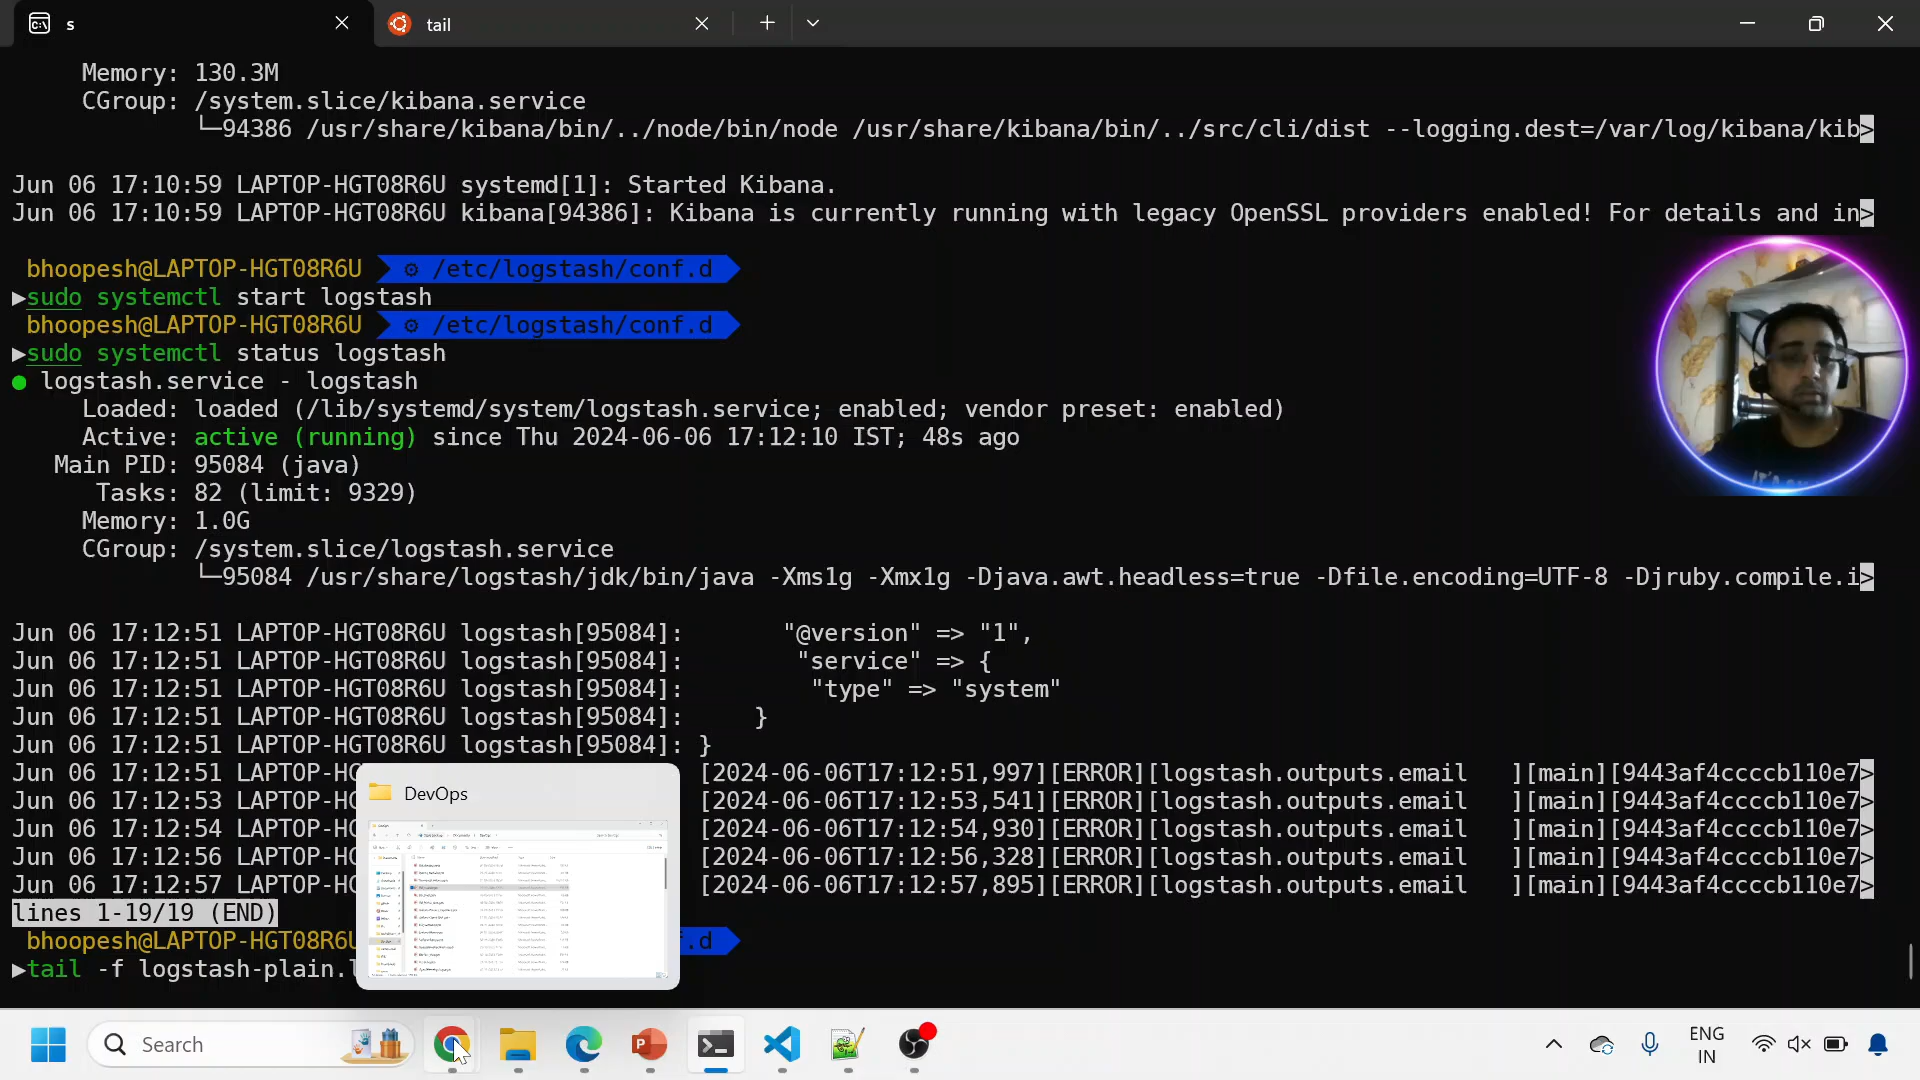 s
tail
Memory: 130.3M
CGroup: /system.slice/kibana.service
└─94386 /usr/share/kibana/bin/../node/bin/node /usr/share/kibana/bin/../src/cli/dist --logging.dest=/var/log/kibana/kib>
Jun 06 17:10:59 LAPTOP-HGT08R6U systemd[1]: Started Kibana.
Jun 06 17:10:59 LAPTOP-HGT08R6U kibana[94386]: Kibana is currently running with legacy OpenSSL providers enabled! For details and in>
bhoopesh@LAPTOP-HGT08R6U /etc/logstash/conf.d
▶sudo systemctl start logstash
bhoopesh@LAPTOP-HGT08R6U /etc/logstash/conf.d
▶sudo systemctl status logstash
● logstash.service - logstash
Loaded: loaded (/lib/systemd/system/logstash.service; enabled; vendor preset: enabled)
Active: active (running) since Thu 2024-06-06 17:12:10 IST; 48s ago
Main PID: 95084 (java)
Tasks: 82 (limit: 9329)
Memory: 1.0G
CGroup: /system.slice/logstash.service
└─95084 /usr/share/logstash/jdk/bin/java -Xms1g -Xmx1g -Djava.awt.headless=true -Dfile.encoding=UTF-8 -Djruby.compile.i>
Jun 06 17:12:51 LAPTOP-HGT08R6U logstash[95084]: "@version" => "1",
Jun 06 17:12:51 LAPTOP-HGT08R6U logstash[95084]: "service" => {
Jun 06 17:12:51 LAPTOP-HGT08R6U logstash[95084]: "type" => "system"
Jun 06 17:12:51 LAPTOP-HGT08R6U logstash[95084]: }
Jun 06 17:12:51 LAPTOP-HGT08R6U logstash[95084]: }
Jun 06 17:12:51 [2024-06-06T17:12:51,997][ERROR][logstash.outputs.email ][main][9443af4ccccb110e7>
Jun 06 17:12:53 [2024-06-06T17:12:53,541][ERROR][logstash.outputs.email ][main][9443af4ccccb110e7>
Jun 06 17:12:54 [2024-06-06T17:12:54,930][ERROR][logstash.outputs.email ][main][9443af4ccccb110e7>
Jun 06 17:12:56 [2024-06-06T17:12:56,328][ERROR][logstash.outputs.email ][main][9443af4ccccb110e7>
Jun 06 17:12:57 [2024-06-06T17:12:57,895][ERROR][logstash.outputs.email ][main][9443af4ccccb110e7>
lines 1-19/19 (END)
bhoopesh@LAPTOP-HGT08R6U
▶tail -f logstash-plain.
DevOps
Search
ENG
IN